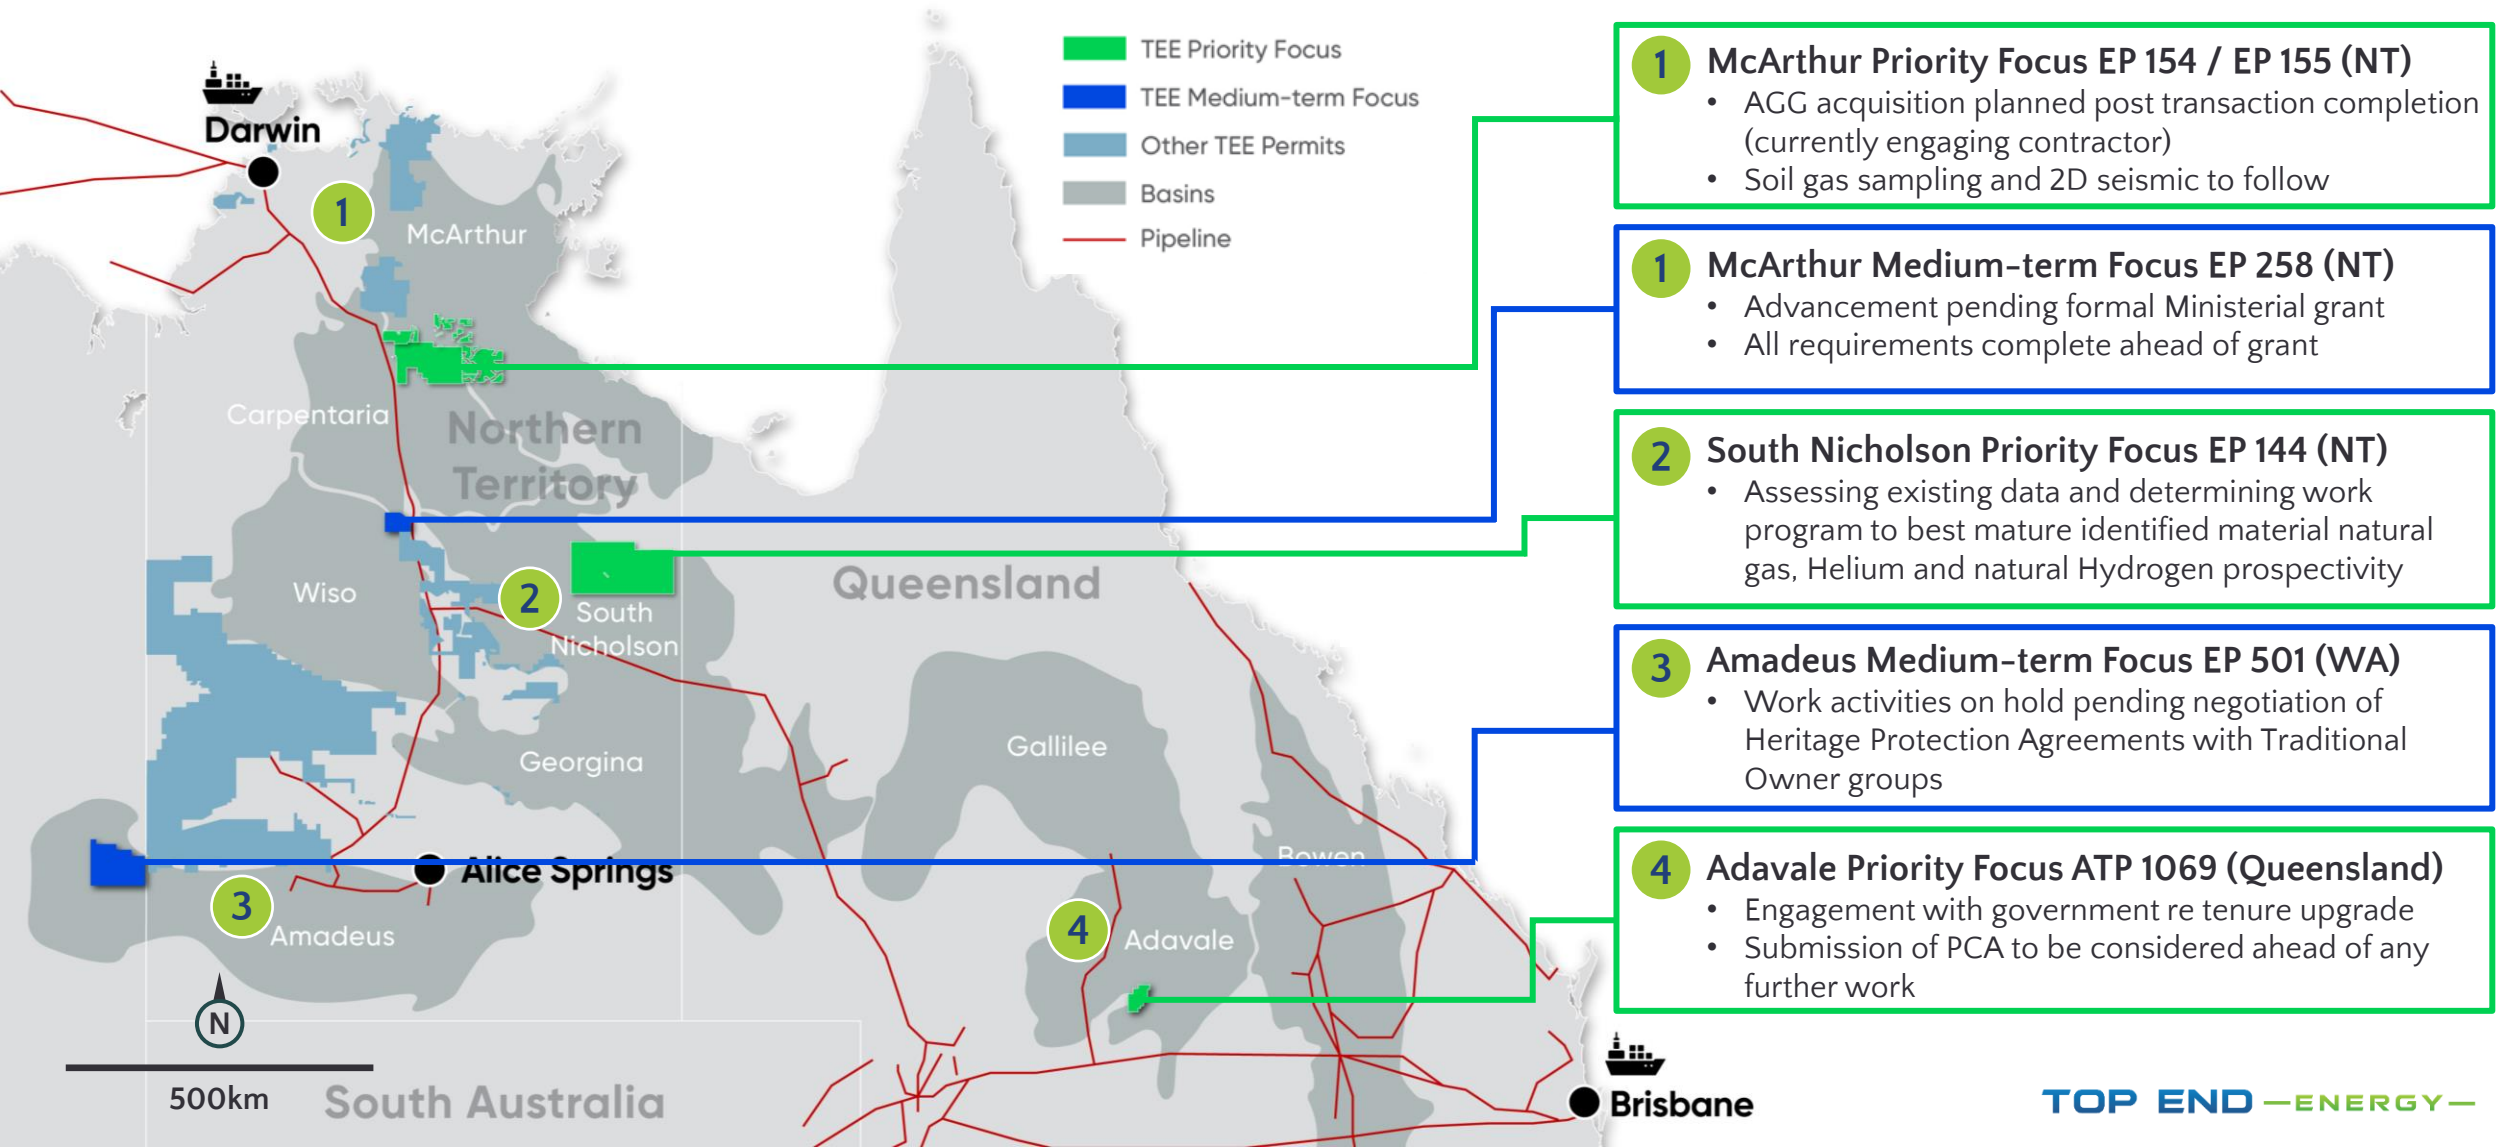 TEE Priority Focus
TEE Medium-term Focus
Other TEE Permits
Basins
Pipeline
Darwin
1
McArthur
Carpentaria
Northern
Territory
Wiso
2
South
Nicholson
Queensland
Georgina
Gallilee
Alice Springs
Bowen
3
Amadeus
4
Adavale
N
500km
South Australia
Brisbane
1 McArthur Priority Focus EP 154 / EP 155 (NT)
• AGG acquisition planned post transaction completion
(currently engaging contractor)
• Soil gas sampling and 2D seismic to follow
1 McArthur Medium-term Focus EP 258 (NT)
• Advancement pending formal Ministerial grant
• All requirements complete ahead of grant
2 South Nicholson Priority Focus EP 144 (NT)
• Assessing existing data and determining work
program to best mature identified material natural
gas, Helium and natural Hydrogen prospectivity
3 Amadeus Medium-term Focus EP 501 (WA)
• Work activities on hold pending negotiation of
Heritage Protection Agreements with Traditional
Owner groups
4 Adavale Priority Focus ATP 1069 (Queensland)
• Engagement with government re tenure upgrade
• Submission of PCA to be considered ahead of any
further work
TOP END —ENERGY—